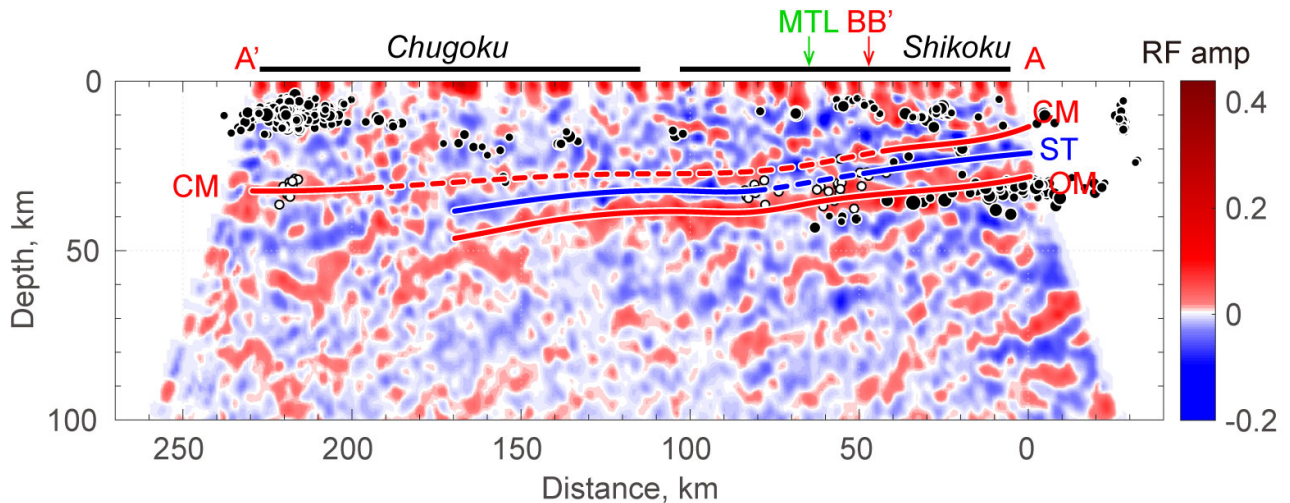 MTL BB'
A' Chugoku Shikoku A RF amp
0
CM
ST
CM
OM
50
100
Depth, km
250 200 150 100 50 0
Distance, km
0.4
0.2
0
-0.2